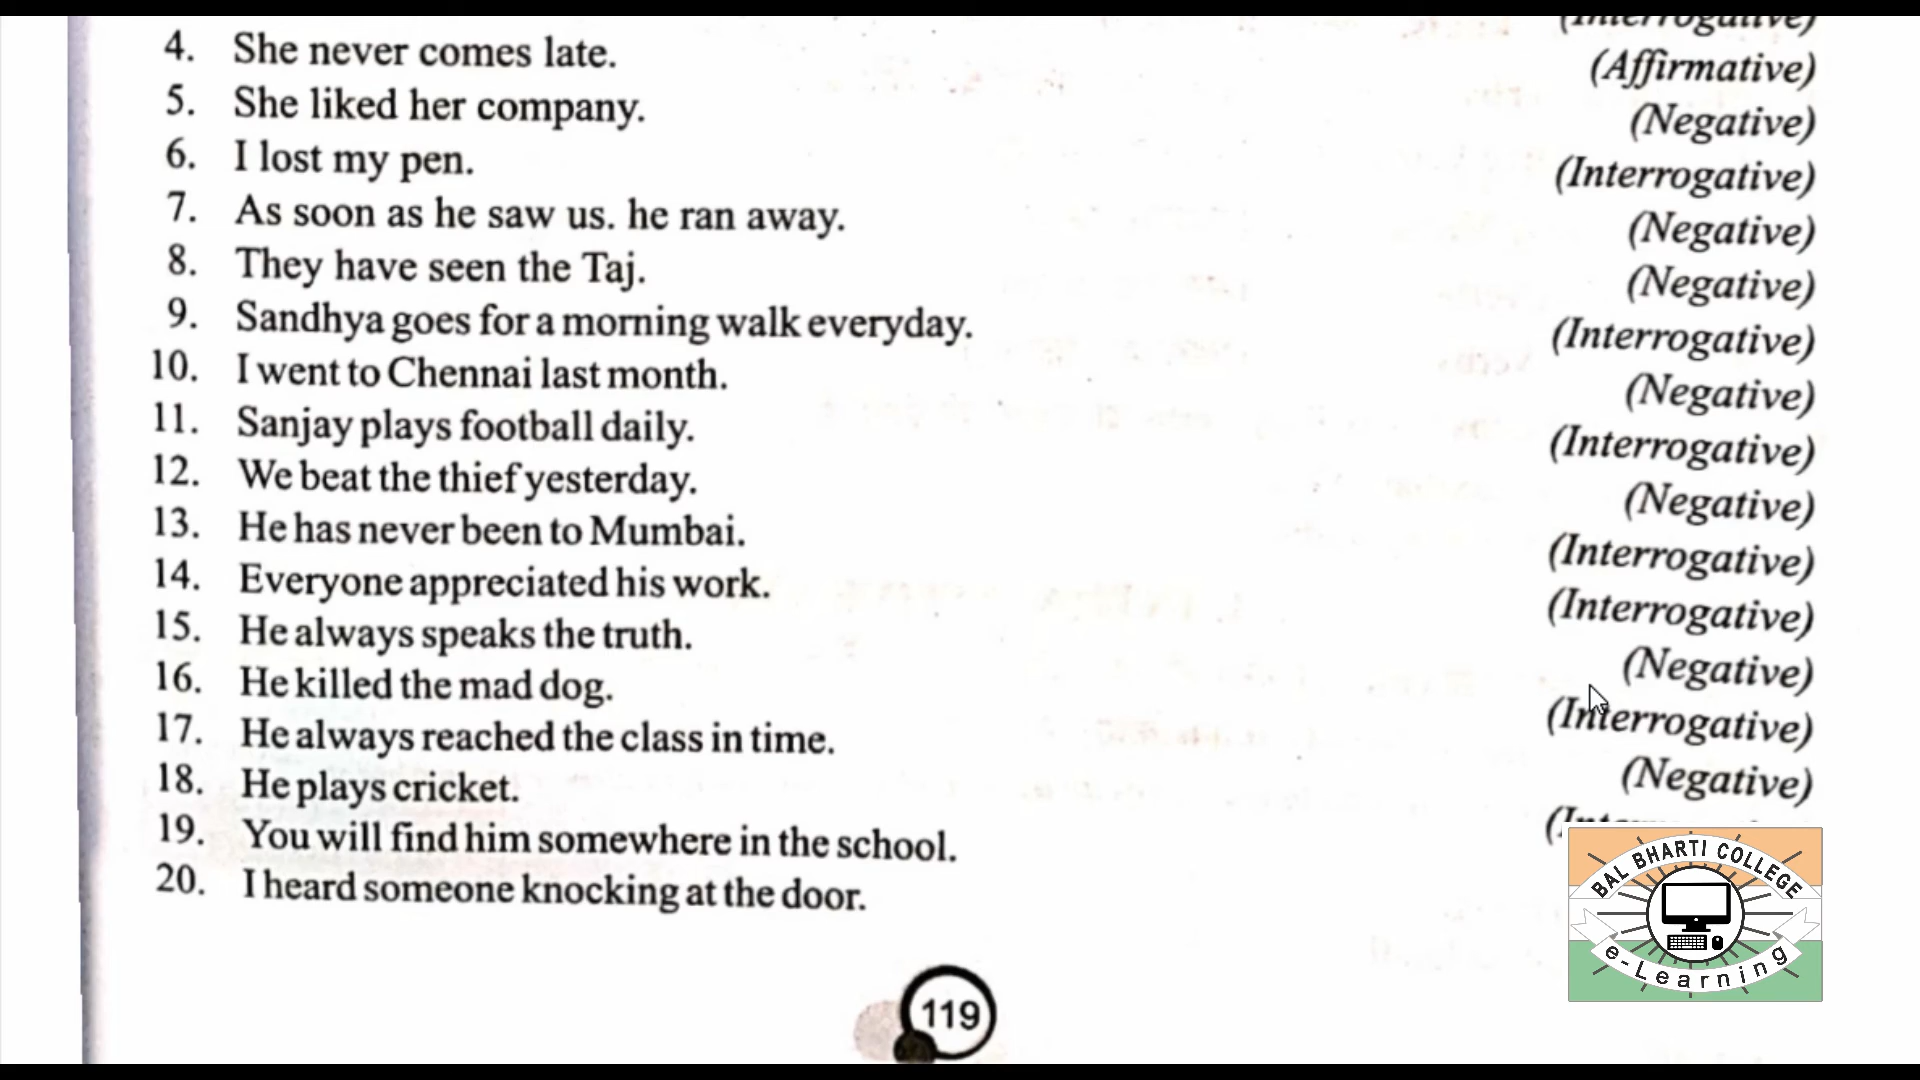 (Interrogative)
4. She never comes late. (Affirmative)
5. She liked her company. (Negative)
6. I lost my pen. (Interrogative)
7. As soon as he saw us. he ran away. (Negative)
8. They have seen the Taj. (Negative)
9. Sandhya goes for a morning walk everyday. (Interrogative)
10. I went to Chennai last month. (Negative)
11. Sanjay plays football daily. (Interrogative)
12. We beat the thief yesterday. (Negative)
13. He has never been to Mumbai. (Interrogative)
14. Everyone appreciated his work. (Interrogative)
15. He always speaks the truth. (Negative)
16. He killed the mad dog. (Interrogative)
17. He always reached the class in time. (Negative)
18. He plays cricket.
19. You will find him somewhere in the school.
20. I heard someone knocking at the door.
BAL BHARTI COLLEGE
e-Learning
119